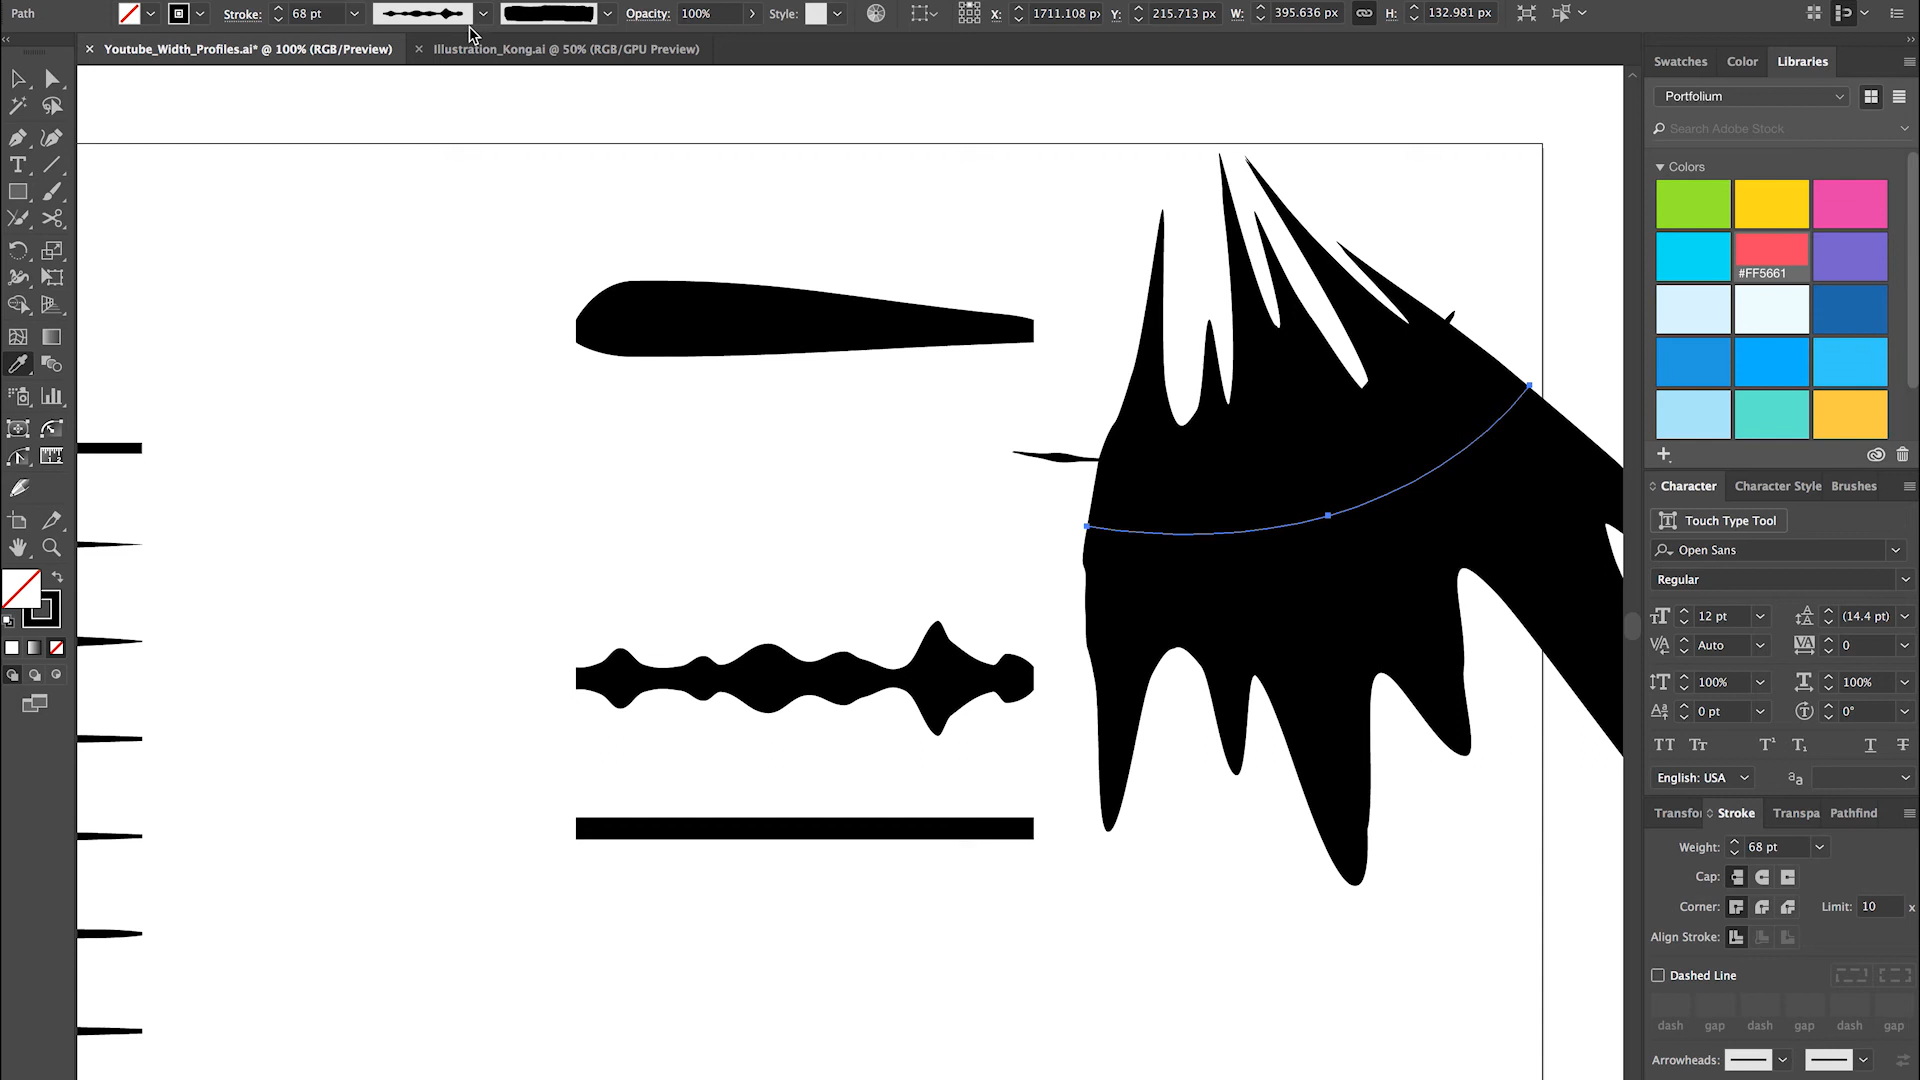 Path Stroke: 68 pt Opacity: 100% Style: X: 1711.108 px Y: 215.713 px W: 395.636 px H: 132.981 px
Youtube_Width_Profiles.ai* @ 100% (RGB/Preview) Illustration_Kong.ai @ 50% (RGB/GPU Preview)
Swatches Color Libraries
Portfolium
Search Adobe Stock
Colors
#FF5661
Character Character Style Brushes
Touch Type Tool
Open Sans
Regular
12 pt (14.4 pt)
Auto 0
100% 100%
0 pt 0°
English: USA
Transfor Stroke Transpa Pathfind
Weight: 68 pt
Cap:
Corner: Limit: 10 x
Align Stroke:
Dashed Line
dash gap dash gap dash gap
Arrowheads: